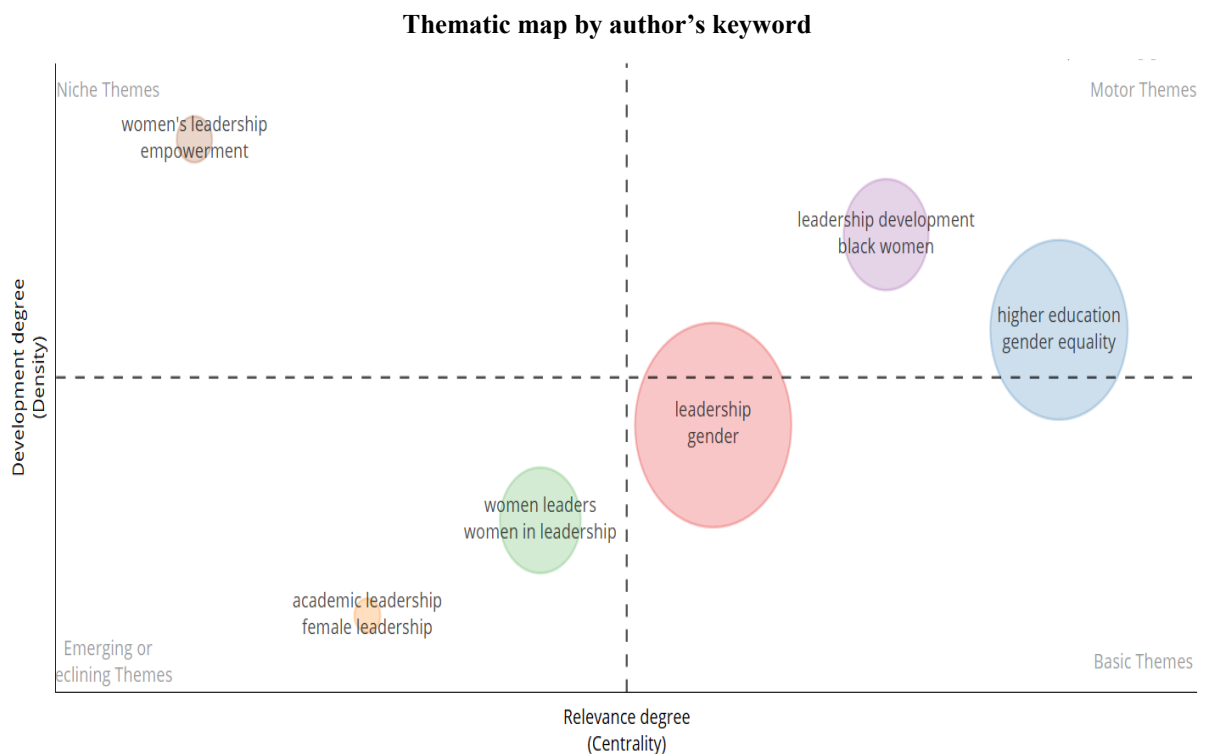 Thematic map by author’s keyword
Niche Themes
Motor Themes
women's leadership
empowerment
leadership development
black women
higher education
gender equality
leadership
gender
women leaders
women in leadership
academic leadership
female leadership
Emerging or
eclining Themes
Basic Themes
Development degree
(Density)
Relevance degree
(Centrality)